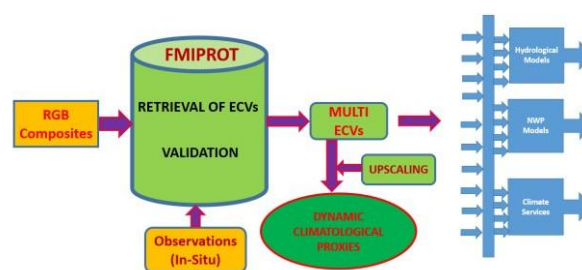 FMIPROT
RETRIEVAL OF ECVs
VALIDATION
RGB
Composites
Observations
(In-Situ)
MULTI
ECVs
UPSCALING
DYNAMIC
CLIMATOLOGICAL
PROXIES
Hydrological
Models
NWP
Models
Climate
Services